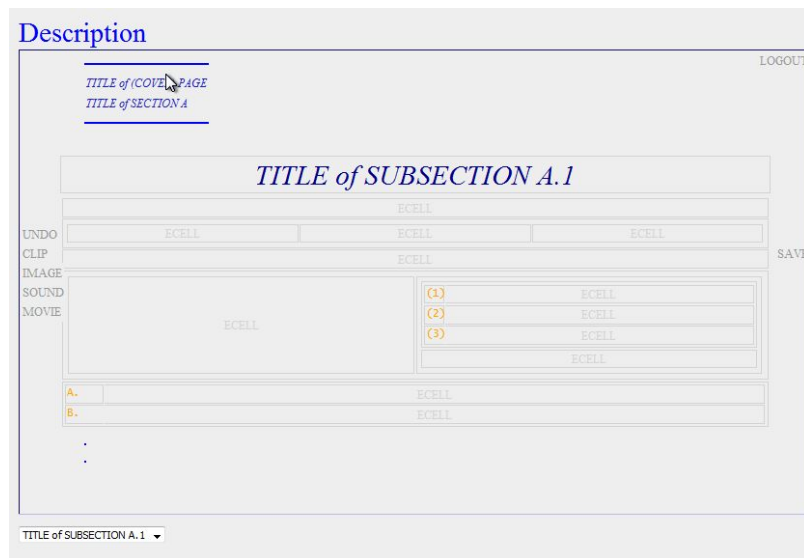 Description
LOGOUT
TITLE of (COVE PAGE
TITLE of SECTION A
TITLE of SUBSECTION A.1
ECELL
UNDO
ECELL ECELL ECELL
CLIP
ECELL
SAVE
IMAGE
SOUND
MOVIE
ECELL
(1) ECELL
(2) ECELL
(3) ECELL
ECELL
A. ECELL
B. ECELL
.
.
TITLE of SUBSECTION A.1